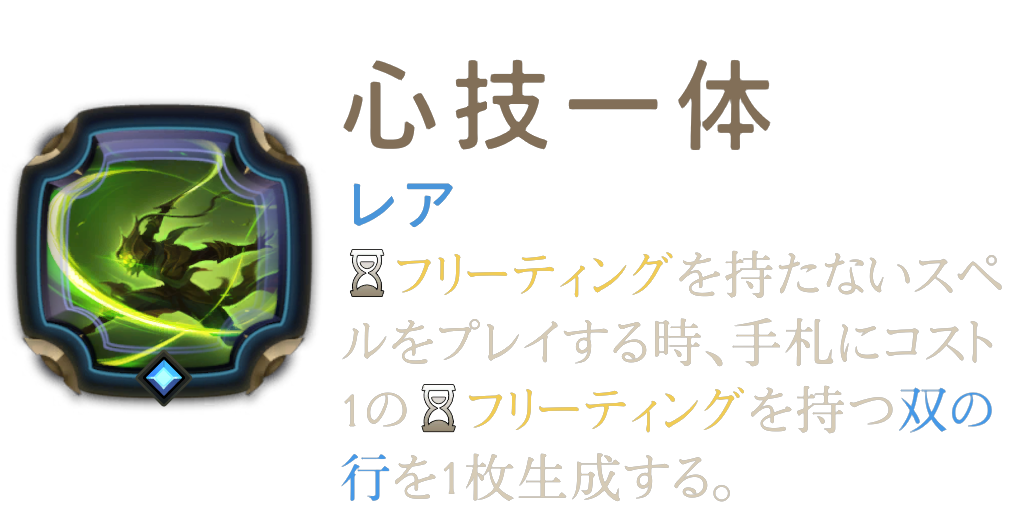 心技一体
レア
フリーティングを持たないスペ
ルをプレイする時、手札にコスト
1の フリーティングを持つ双の
行を1枚生成する。